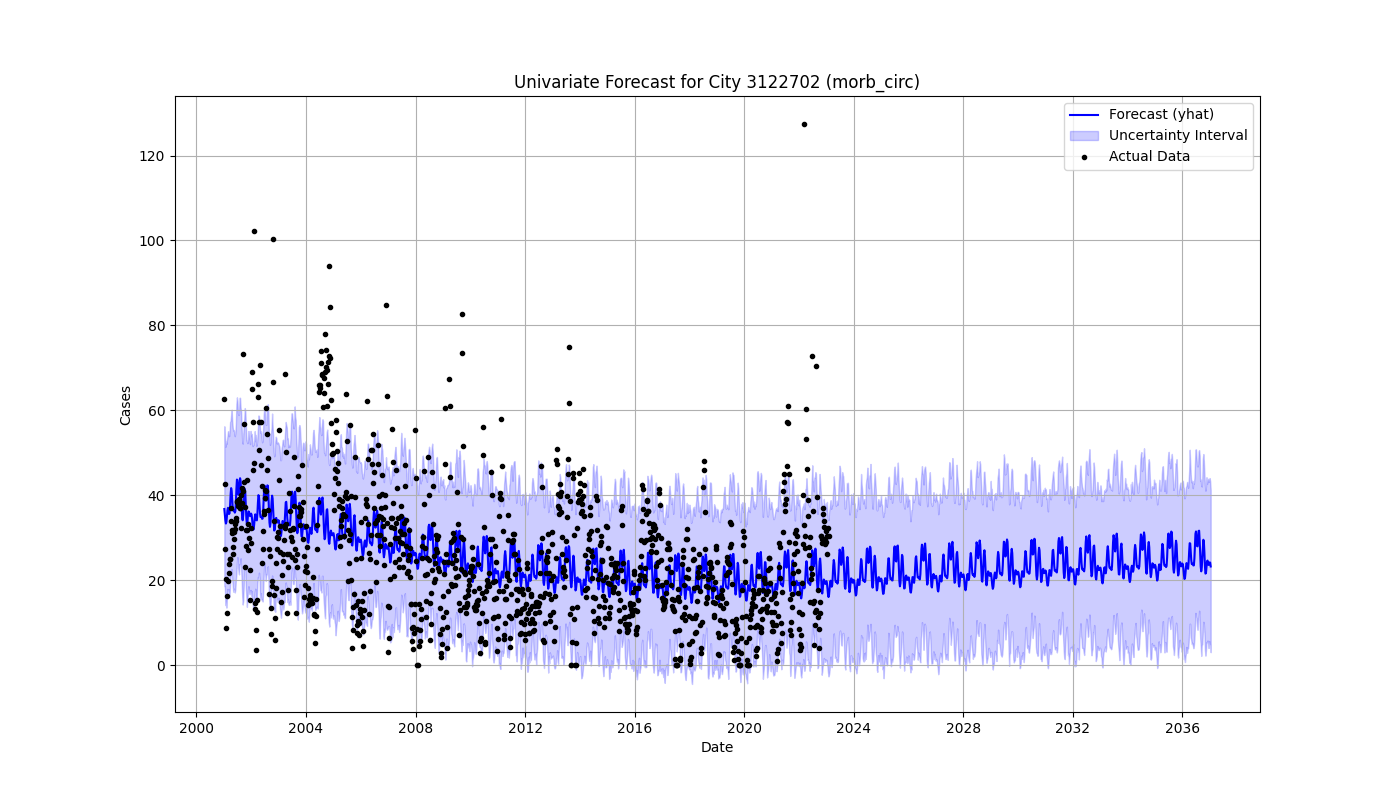 Univariate Forecast for City 3122702 (morb_circ)
Forecast (yhat)
Uncertainty Interval
Actual Data
Cases
120
100
80
60
40
20
0
2000 2004 2008 2012 2016 2020 2024 2028 2032 2036
Date